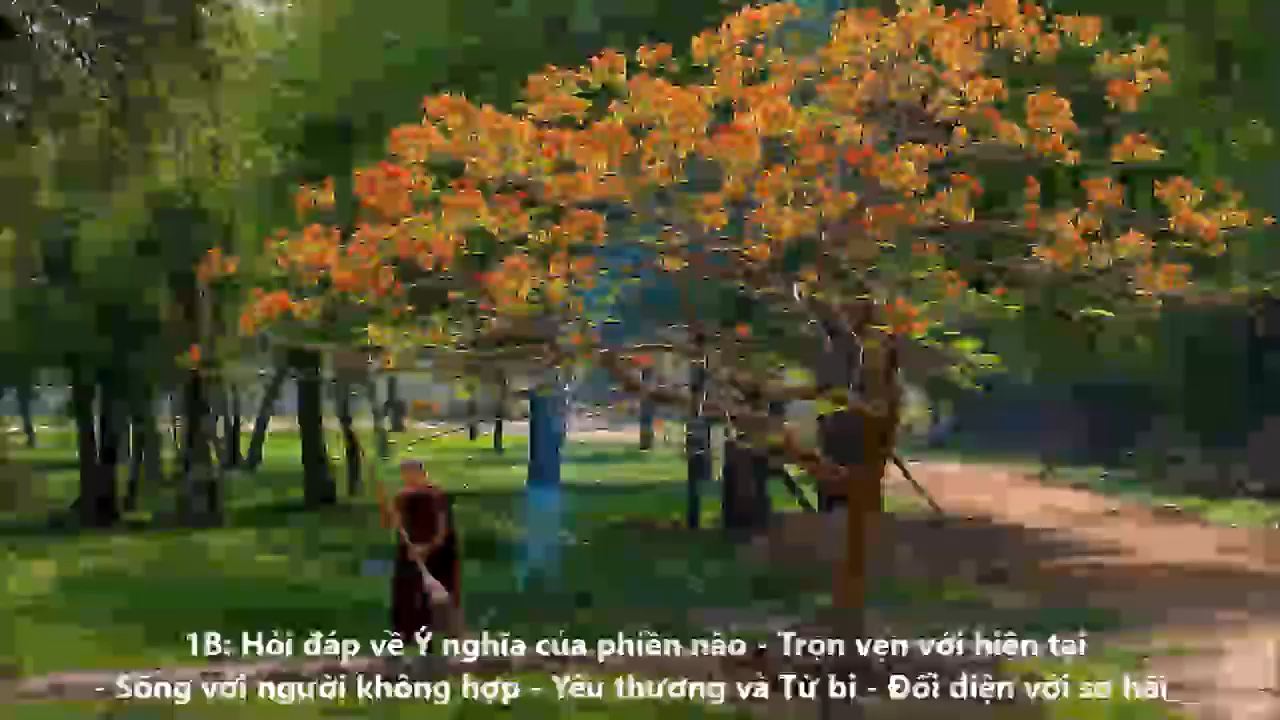 1B: Hỏi đáp về Ý nghĩa của phiền não - Trọn vẹn với hiện tại
- Sống với người không hợp - Yêu thương và Từ bi - Đối diện với sợ hãi_